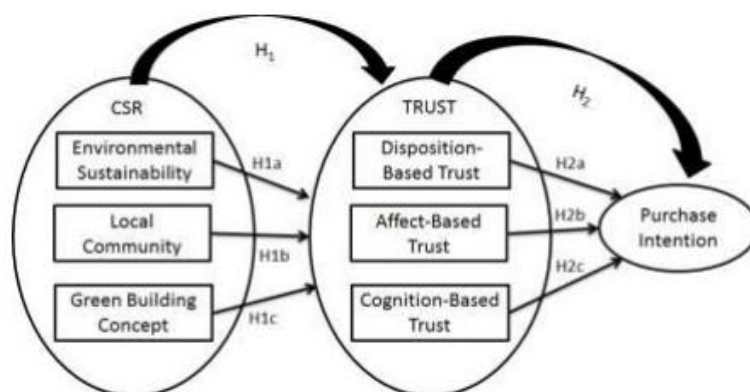 H1
H2
CSR
TRUST
Environmental
Sustainability
H1a
Disposition-
Based Trust
H2a
Local
Community
H1b
Affect-Based
Trust
H2b
Purchase
Intention
Green Building
Concept
H1c
Cognition-Based
Trust
H2c